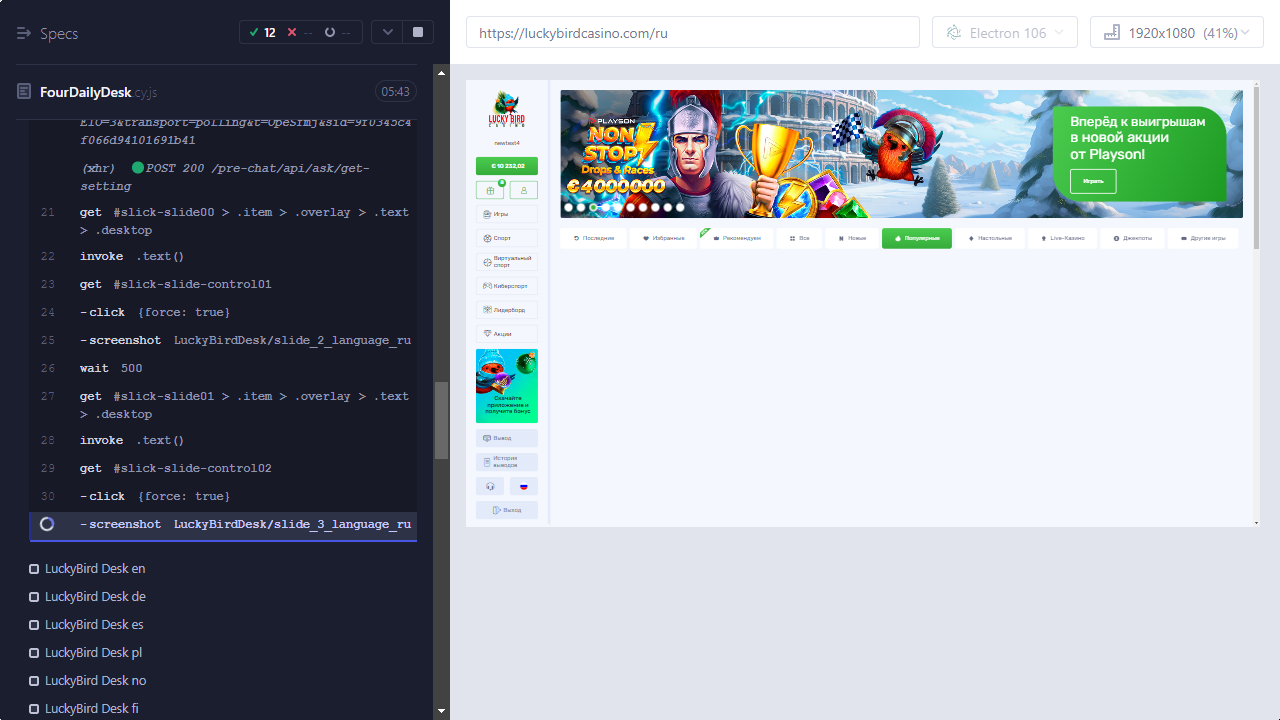 Specs
12
--
--
FourDailyDesk.cy.js
05:43
EIO=3&transport=polling&t=OpeSfmj&sid=9f0345c4
f066d94101691b41
(xhr) POST 200 /pre-chat/api/ask/get-
setting
21 get #slick-slide00 > .item > .overlay > .text
> .desktop
22 invoke .text()
23 get #slick-slide-control01
24 -click {force: true}
25 -screenshot LuckyBirdDesk/slide_2_language_ru
26 wait 500
27 get #slick-slide01 > .item > .overlay > .text
> .desktop
28 invoke .text()
29 get #slick-slide-control02
30 -click {force: true}
-screenshot LuckyBirdDesk/slide_3_language_ru
LuckyBird Desk en
LuckyBird Desk de
LuckyBird Desk es
LuckyBird Desk pl
LuckyBird Desk no
LuckyBird Desk fi
https://luckybirdcasino.com/ru
Electron 106
1920x1080 (41%)
LUCKY BIRD
CASINO
newtest4
€ 10 232,02
Игры
Спорт
Виртуальный
спорт
Киберспорт
Лидерборд
Акции
Скачайте
приложение и
получите бонус
Вывод
История
выводов
Выход
PLAYSON
NON
STOP
Drops & Races
€4000000
Вперёд к выигрышам
в новой акции
от Playson!
Играть
Последние
Избранные
Рекомендуем
Все
Новые
Популярные
Настольные
Live-Казино
Джекпоты
Другие игры